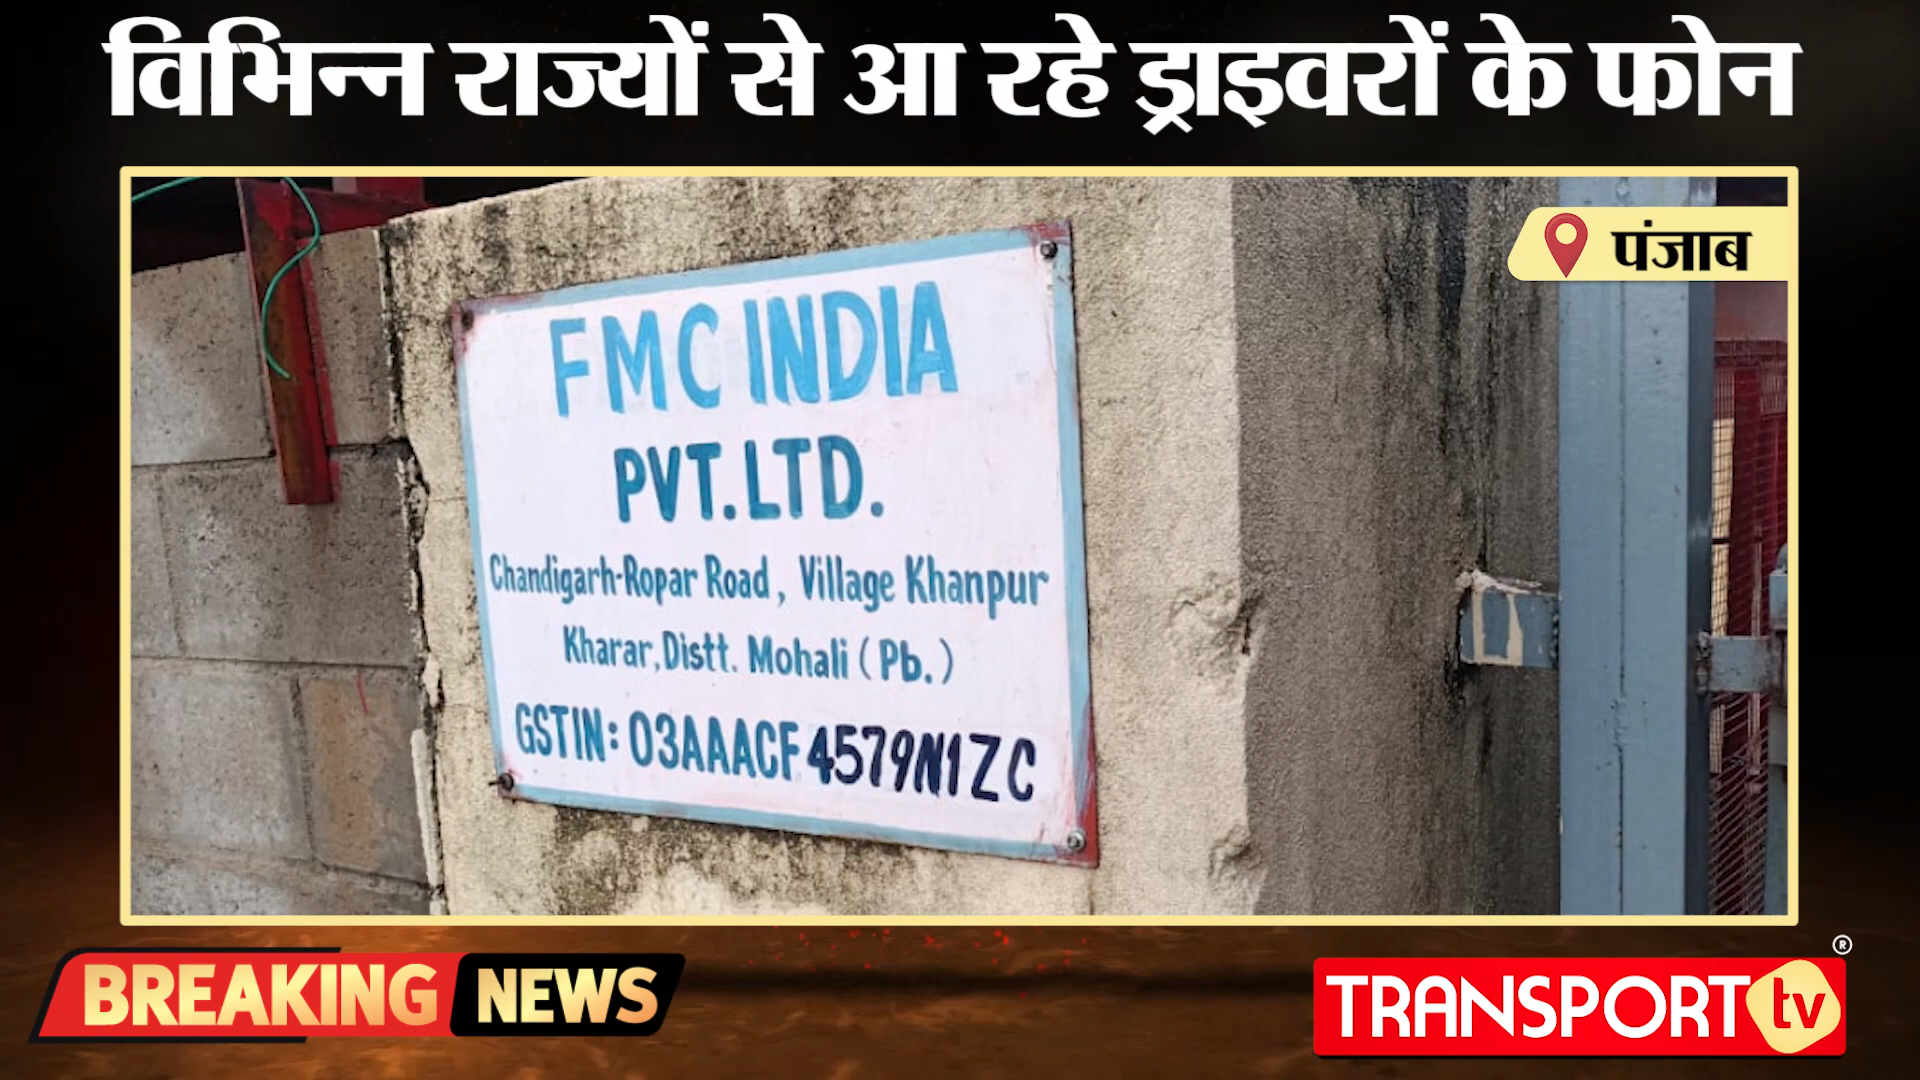 विभिन्न राज्यों से आ रहे ड्राइवरों के फोन
पंजाब
FMC INDIA
PVT.LTD.
Chandigarh-Ropar Road, Village Khanpur
Kharar,Distt. Mohali (Pb.)
GSTIN: 03AAACF4579N1ZC
BREAKING NEWS
TRANSPORT tv ®